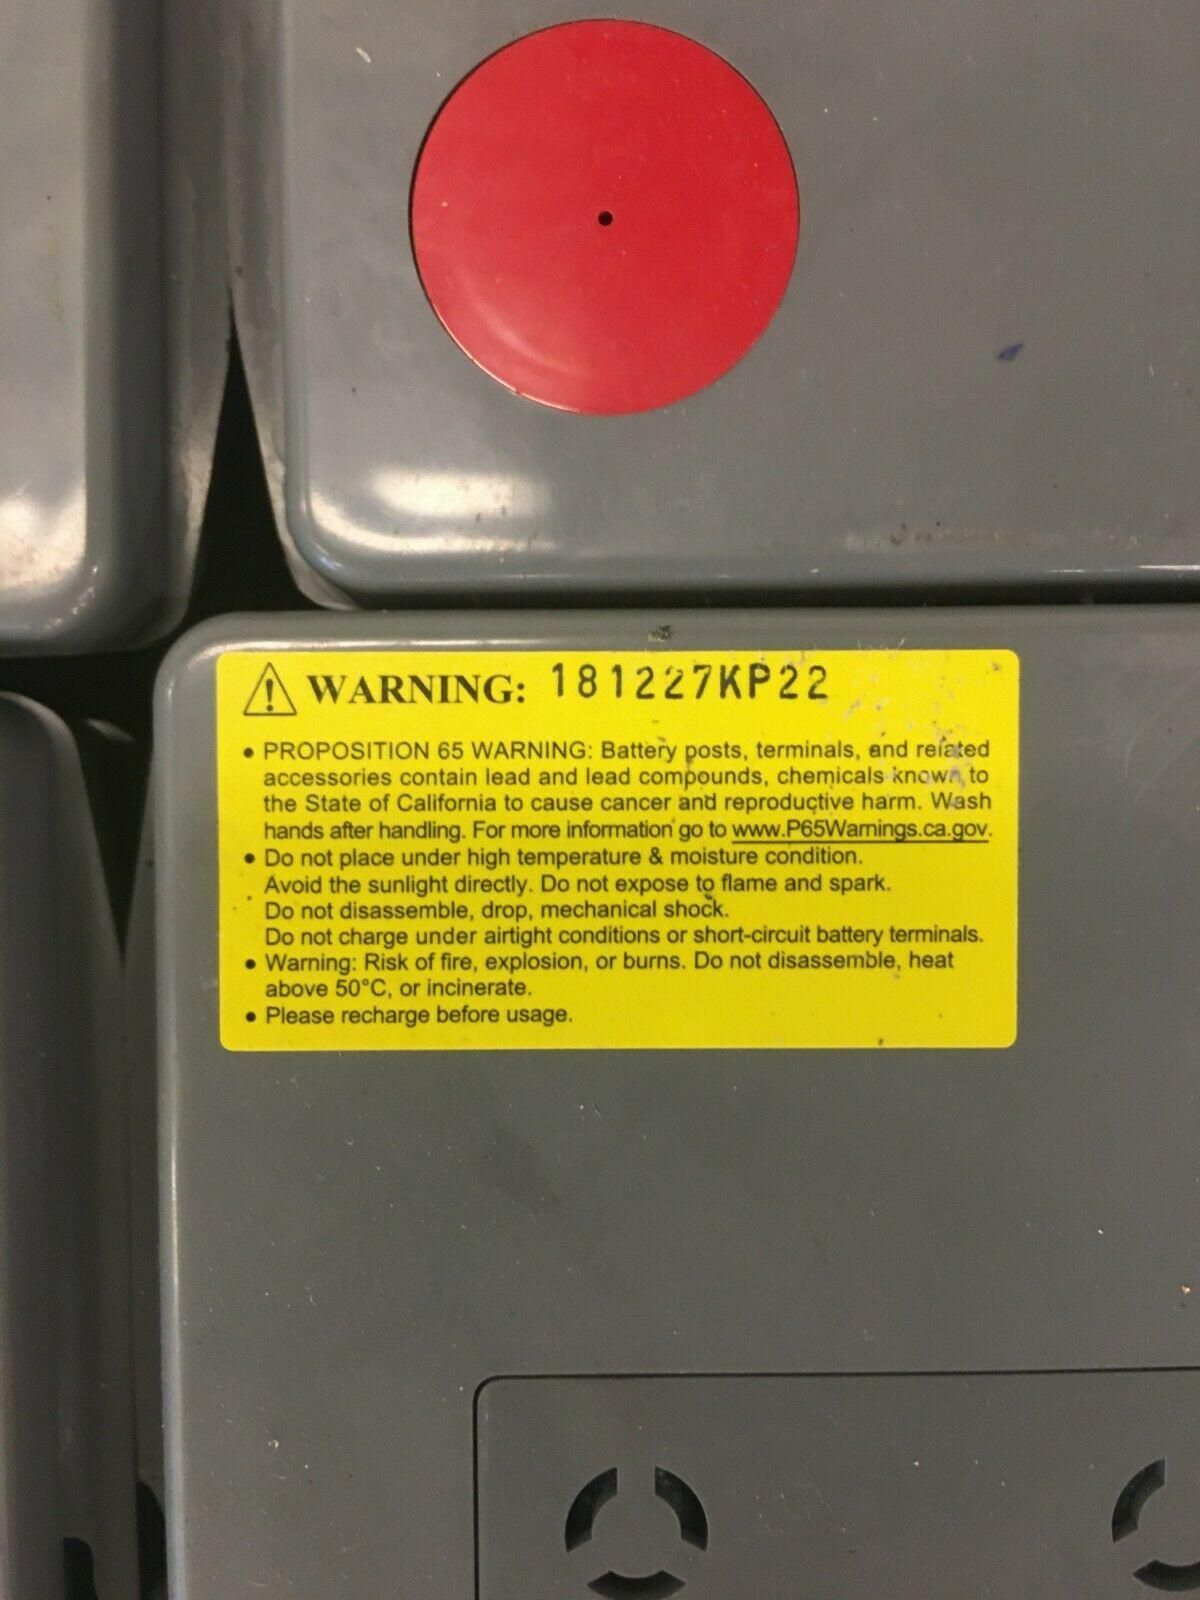 WARNING: 181227KP22
• PROPOSITION 65 WARNING: Battery posts, terminals, and related
accessories contain lead and lead compounds, chemicals known to
the State of California to cause cancer and reproductive harm. Wash
hands after handling. For more information go to www.P65Warnings.ca.gov.
• Do not place under high temperature & moisture condition.
Avoid the sunlight directly. Do not expose to flame and spark.
Do not disassemble, drop, mechanical shock.
Do not charge under airtight conditions or short-circuit battery terminals.
• Warning: Risk of fire, explosion, or burns. Do not disassemble, heat
above 50°C, or incinerate.
• Please recharge before usage.